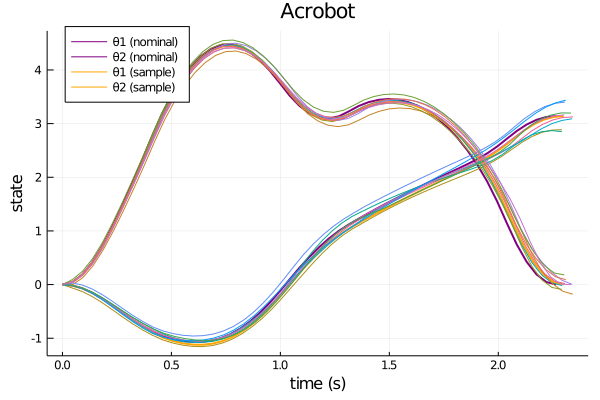 Acrobot
θ1 (nominal)
θ2 (nominal)
θ1 (sample)
θ2 (sample)
state
4
3
2
1
0
-1
0.0
0.5
1.0
1.5
2.0
time (s)